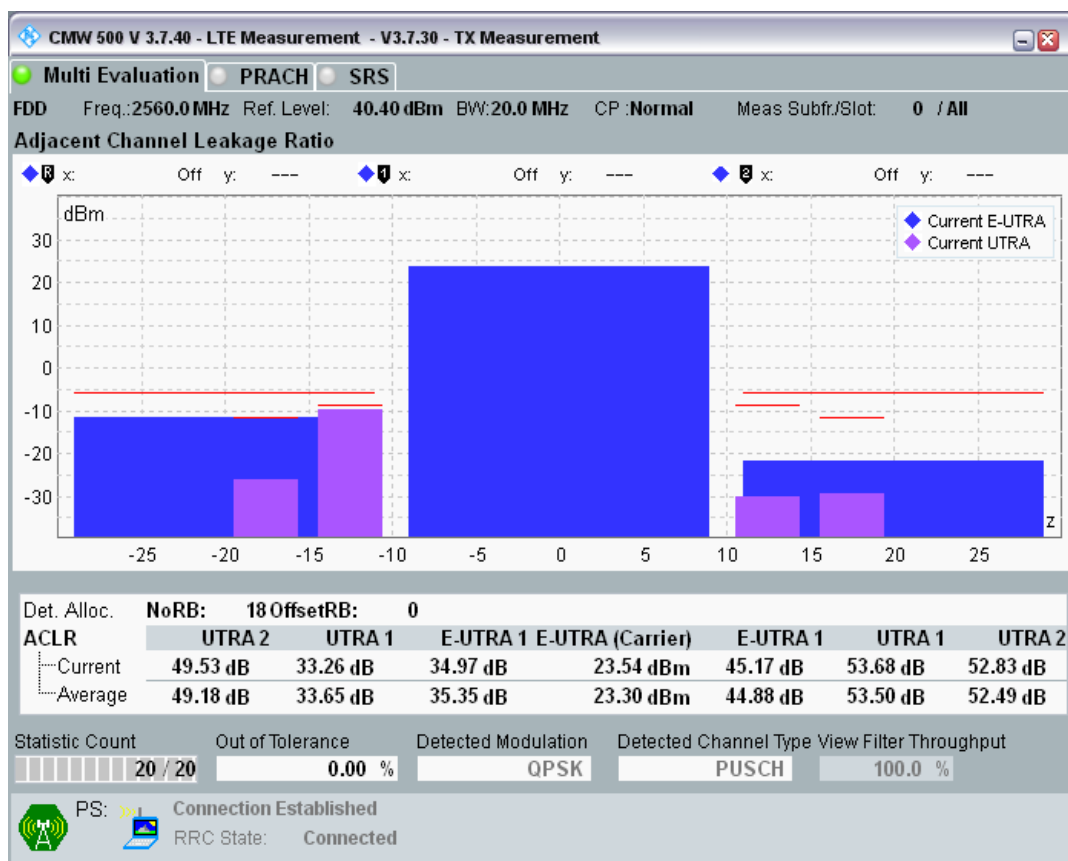 CMW 500 V 3.7.40 - LTE Measurement - V3.7.30 - TX Measurement
Multi Evaluation PRACH SRS
FDD Freq.:2560.0 MHz Ref. Level: 40.40 dBm BW:20.0 MHz CP :Normal Meas Subfr./Slot: 0 / All
Adjacent Channel Leakage Ratio
R x: Off y: --- 1 x: Off y: --- 2 x: Off y: ---
dBm
Current E-UTRA
Current UTRA
30
20
10
0
-10
-20
-30
z
-25 -20 -15 -10 -5 0 5 10 15 20 25
Det. Alloc. NoRB: 18 OffsetRB: 0
ACLR UTRA 2 UTRA 1 E-UTRA 1 E-UTRA (Carrier) E-UTRA 1 UTRA 1 UTRA 2
Current 49.53 dB 33.26 dB 34.97 dB 23.54 dBm 45.17 dB 53.68 dB 52.83 dB
Average 49.18 dB 33.65 dB 35.35 dB 23.30 dBm 44.88 dB 53.50 dB 52.49 dB
Statistic Count Out of Tolerance Detected Modulation Detected Channel Type View Filter Throughput
20 / 20 0.00 % QPSK PUSCH 100.0 %
PS: Connection Established
RRC State: Connected